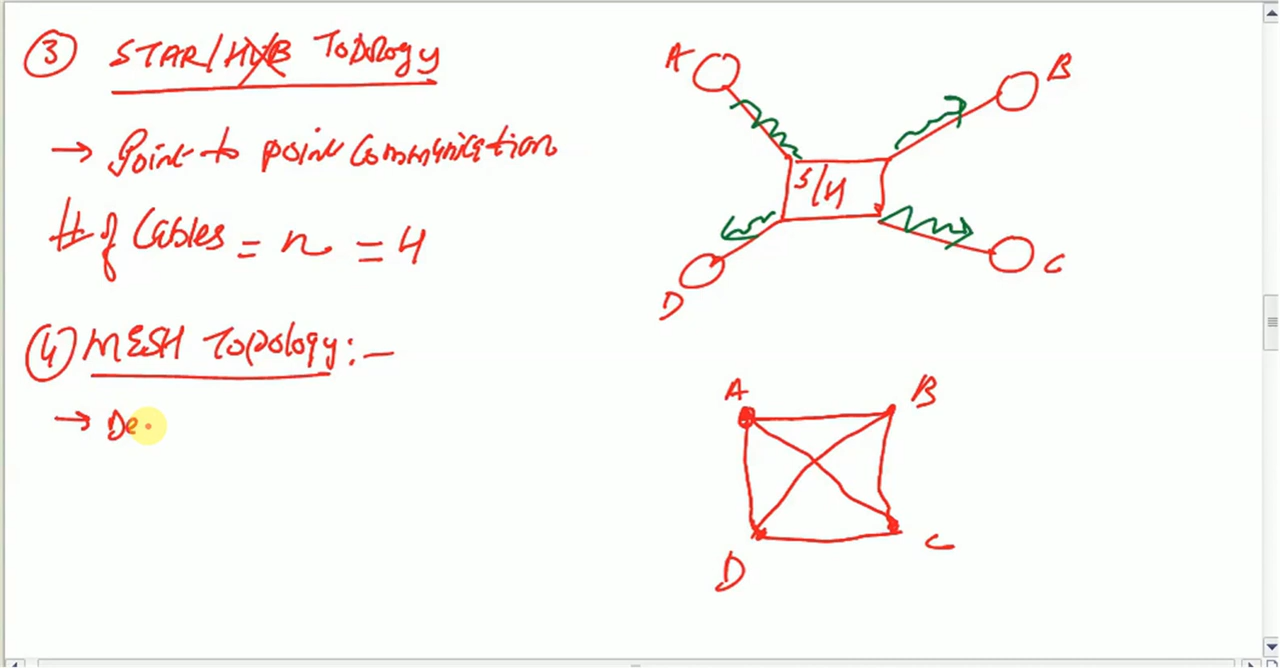 ③ STAR/HUB Topology
A
B
→ Point to point Communication
S/H
# of Cables = n = 4
D
C
④ MESH Topology:-
A
B
→ De
D
C